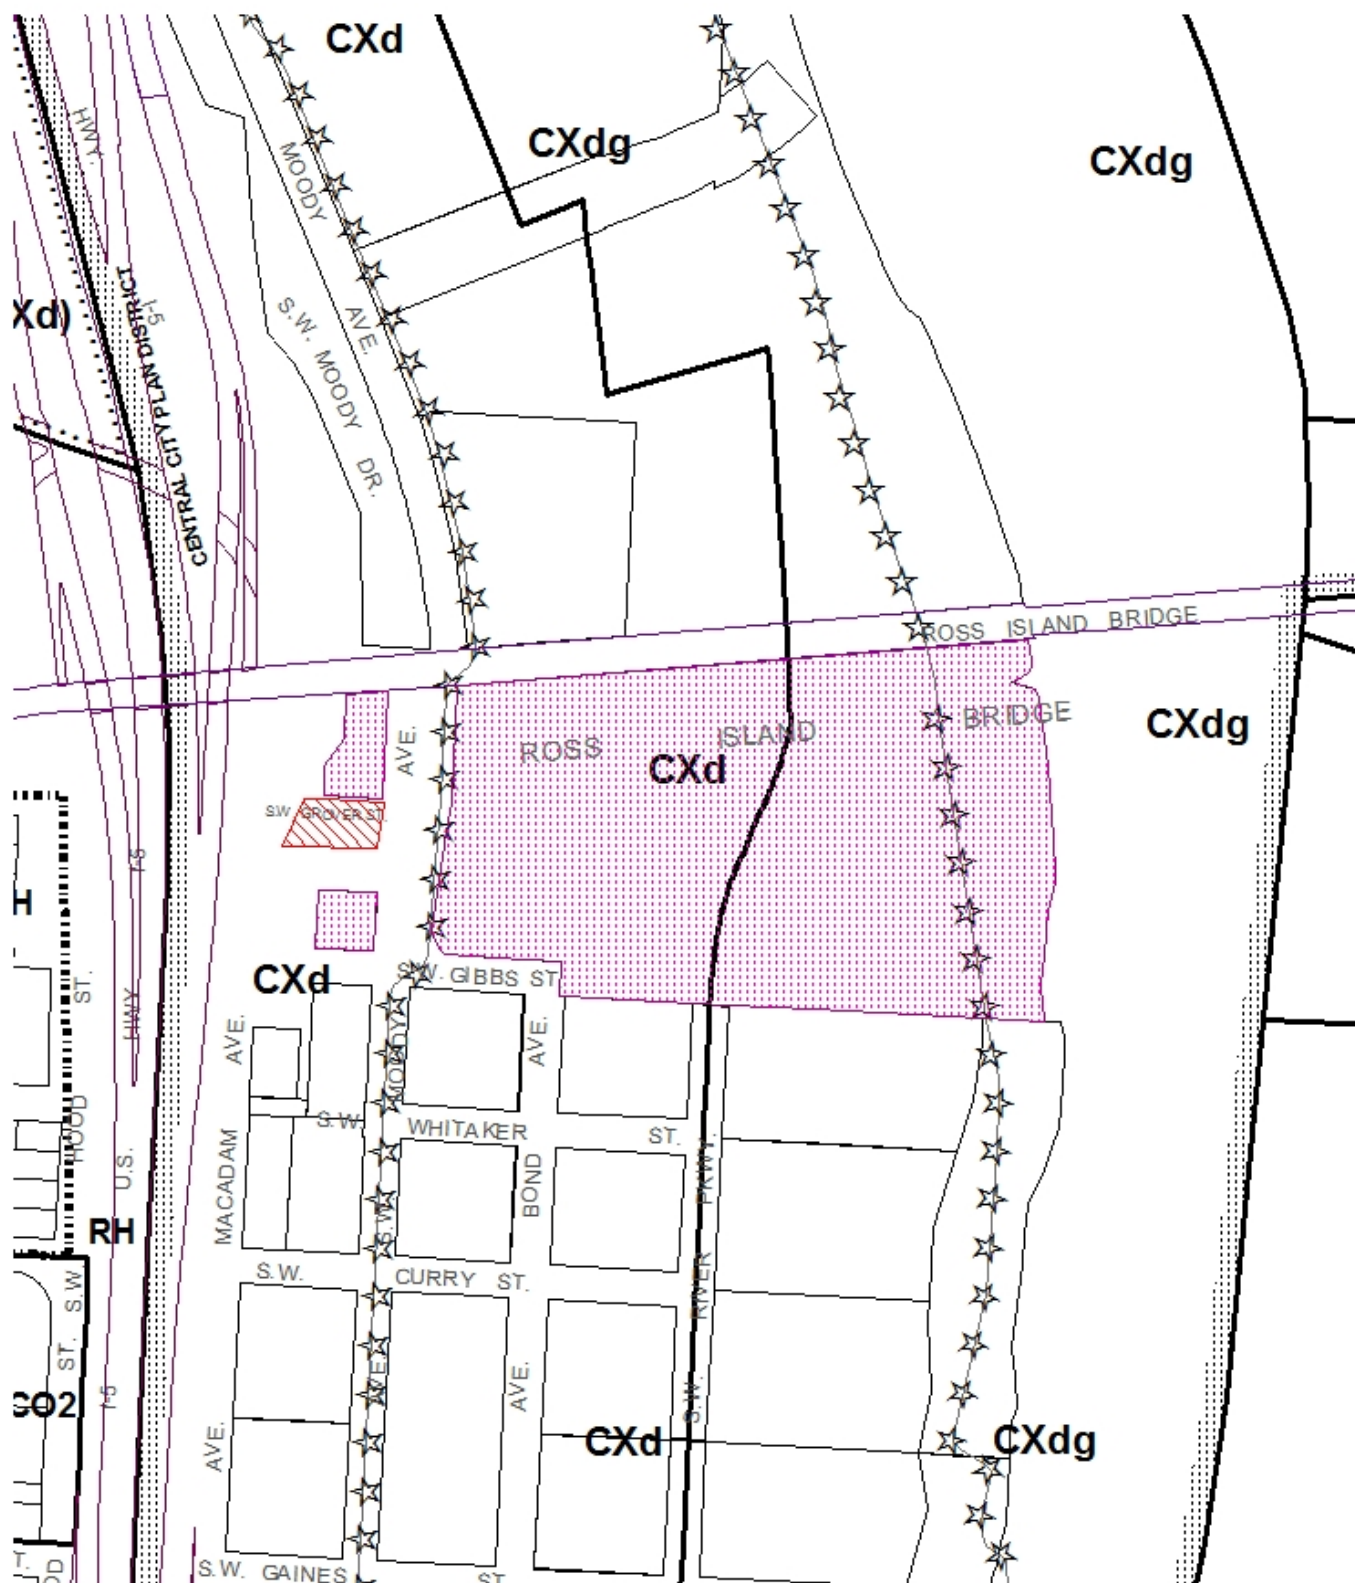 CXd
CXdg
CXdg
HWY.
MOODY
AVE.
Xd)
I-5
CENTRAL CITY PLAN DISTRICT
S.W. MOODY DR.
ROSS ISLAND BRIDGE
ROSS ISLAND BRIDGE
AVE.
CXd
CXdg
S.W. GROVER ST.
I-5
H
CXd
S.W. GIBBS ST
ST.
HWY
AVE.
MOODY
AVE.
S.W.
WHITAKER
ST.
HOOD
U.S.
MACADAM
BOND
PKWY.
RH
S.W.
S.W.
S.W.
CURRY ST.
RIVER
ST.
AVE.
AVE.
S.W.
I-5
CO2
AVE.
CXd
CXdg
T.
OD
S.W. GAINES
ST.